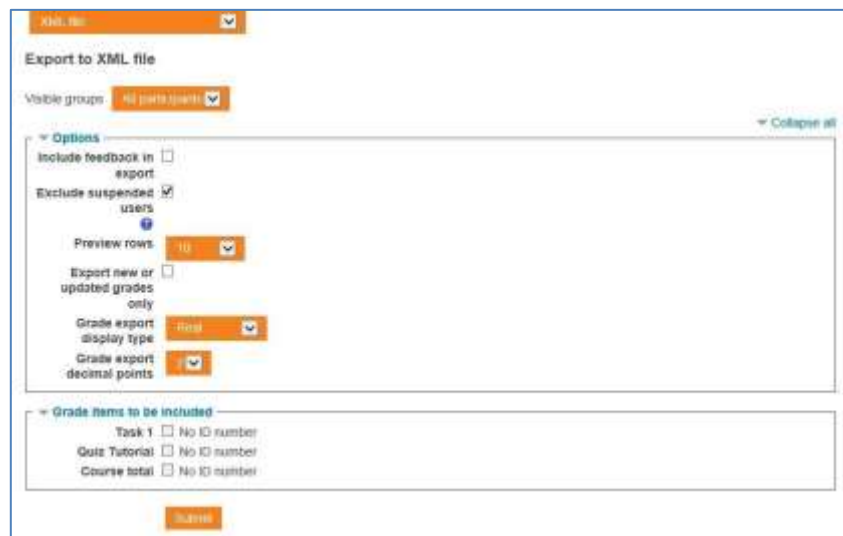 XML file
Export to XML file
Visible groups All participants
Collapse all
Options
Include feedback in
export
Exclude suspended
users
Preview rows 10
Export new or
updated grades
only
Grade export
display type Real
Grade export
decimal points
Grade items to be included
Task 1 No ID number
Quiz Tutorial No ID number
Course total No ID number
Submit